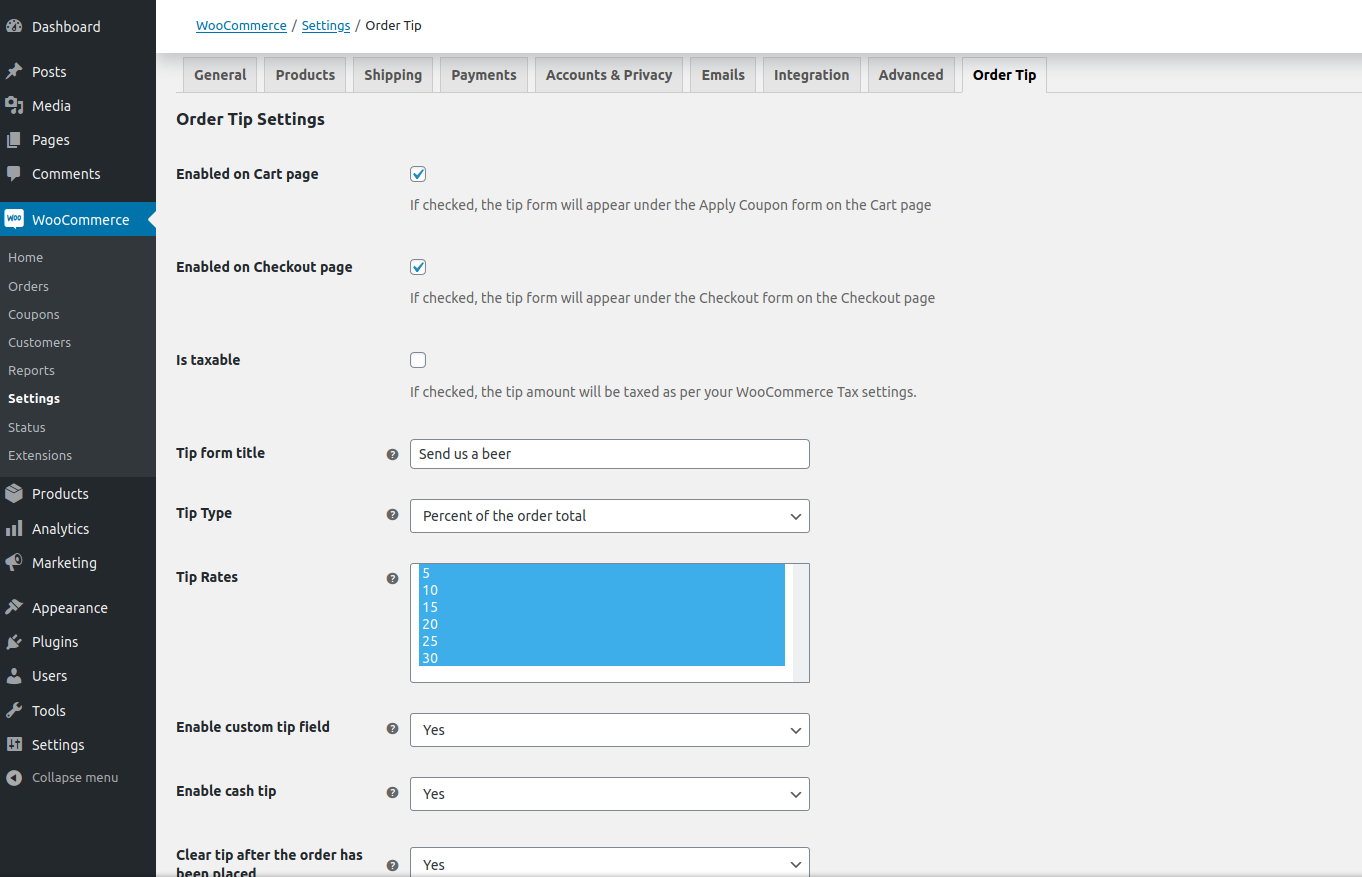 Dashboard
Posts
Media
Pages
Comments
WOO WooCommerce
Home
Orders
Coupons
Customers
Reports
Settings
Status
Extensions
Products
Analytics
Marketing
Appearance
Plugins
Users
Tools
Settings
Collapse menu
WooCommerce / Settings / Order Tip
General Products Shipping Payments Accounts & Privacy Emails Integration Advanced Order Tip
Order Tip Settings
Enabled on Cart page
If checked, the tip form will appear under the Apply Coupon form on the Cart page
Enabled on Checkout page
If checked, the tip form will appear under the Checkout form on the Checkout page
Is taxable
If checked, the tip amount will be taxed as per your WooCommerce Tax settings.
Tip form title ? Send us a beer
Tip Type ? Percent of the order total
Tip Rates ? 5
10
15
20
25
30
Enable custom tip field ? Yes
Enable cash tip ? Yes
Clear tip after the order has
been placed ? Yes